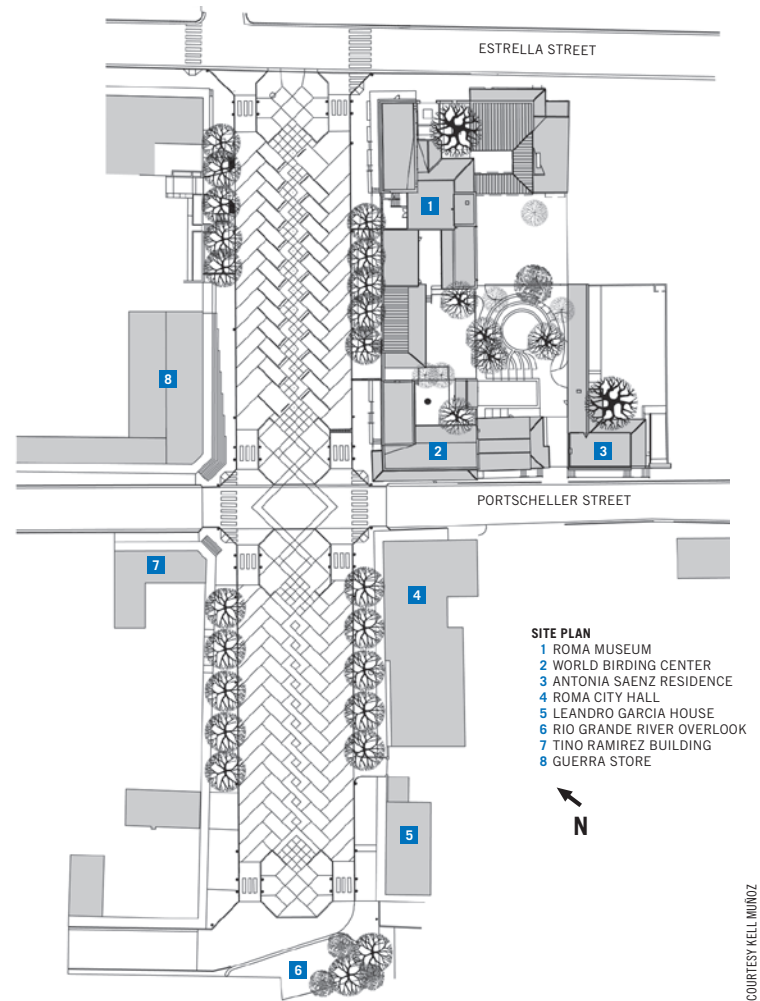 ESTRELLA STREET
1
8
2
3
PORTSCHELLER STREET
7
4
SITE PLAN
1 ROMA MUSEUM
2 WORLD BIRDING CENTER
3 ANTONIA SAENZ RESIDENCE
4 ROMA CITY HALL
5 LEANDRO GARCIA HOUSE
6 RIO GRANDE RIVER OVERLOOK
7 TINO RAMIREZ BUILDING
8 GUERRA STORE
N
5
6
COURTESY KELL MUÑOZ